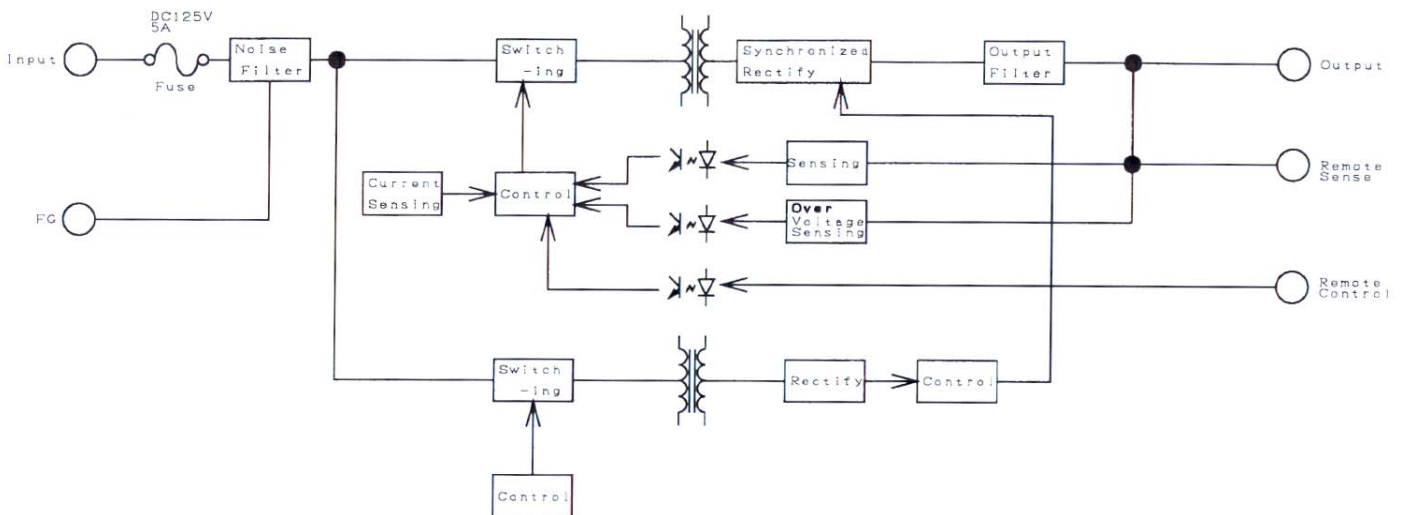 DC125V
5A
Input
Fuse
Noise
Filter
Switch
-ing
Synchronized
Rectify
Output
Filter
Output
Sensing
Remote
Sense
Current
Sensing
Control
FG
Over
Voltage
Sensing
Remote
Control
Switch
-ing
Rectify
Control
Control